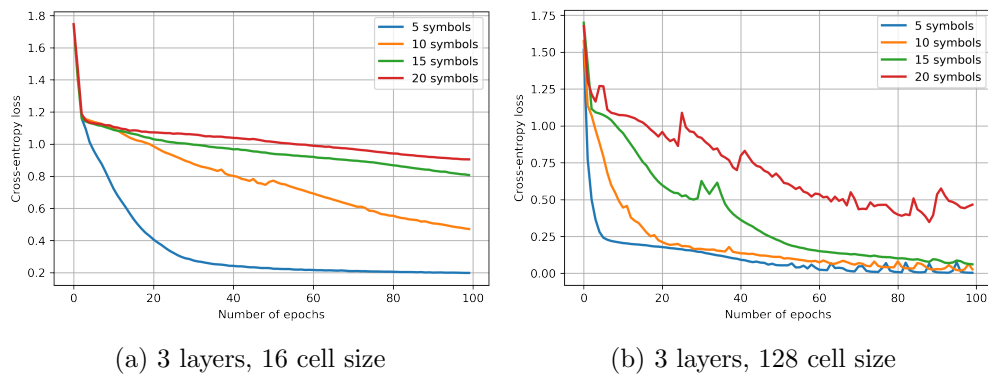 1.8
1.6
1.4
1.2
1.0
0.8
0.6
0.4
0.2
Cross-entropy loss
0 20 40 60 80 100
Number of epochs
5 symbols
10 symbols
15 symbols
20 symbols
(a) 3 layers, 16 cell size
1.75
1.50
1.25
1.00
0.75
0.50
0.25
0.00
Cross-entropy loss
0 20 40 60 80 100
Number of epochs
5 symbols
10 symbols
15 symbols
20 symbols
(b) 3 layers, 128 cell size